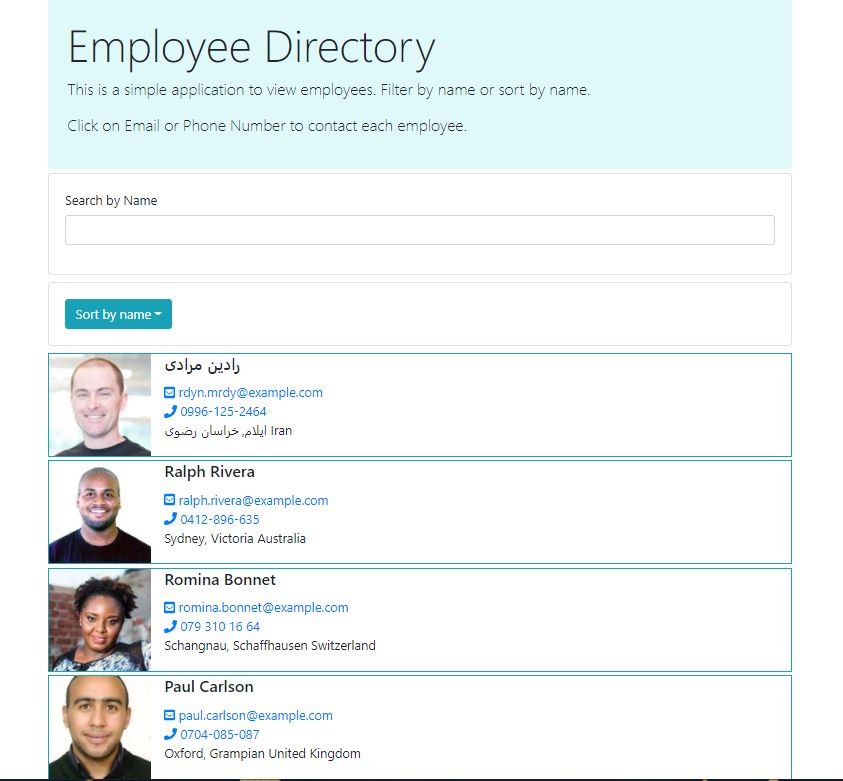 Employee Directory
This is a simple application to view employees. Filter by name or sort by name.
Click on Email or Phone Number to contact each employee.
Search by Name
Sort by name
رادین مرادی
rdyn.mrdy@example.com
0996-125-2464
ایلام, خراسان رضوی Iran
Ralph Rivera
ralph.rivera@example.com
0412-896-635
Sydney, Victoria Australia
Romina Bonnet
romina.bonnet@example.com
079 310 16 64
Schangnau, Schaffhausen Switzerland
Paul Carlson
paul.carlson@example.com
0704-085-087
Oxford, Grampian United Kingdom